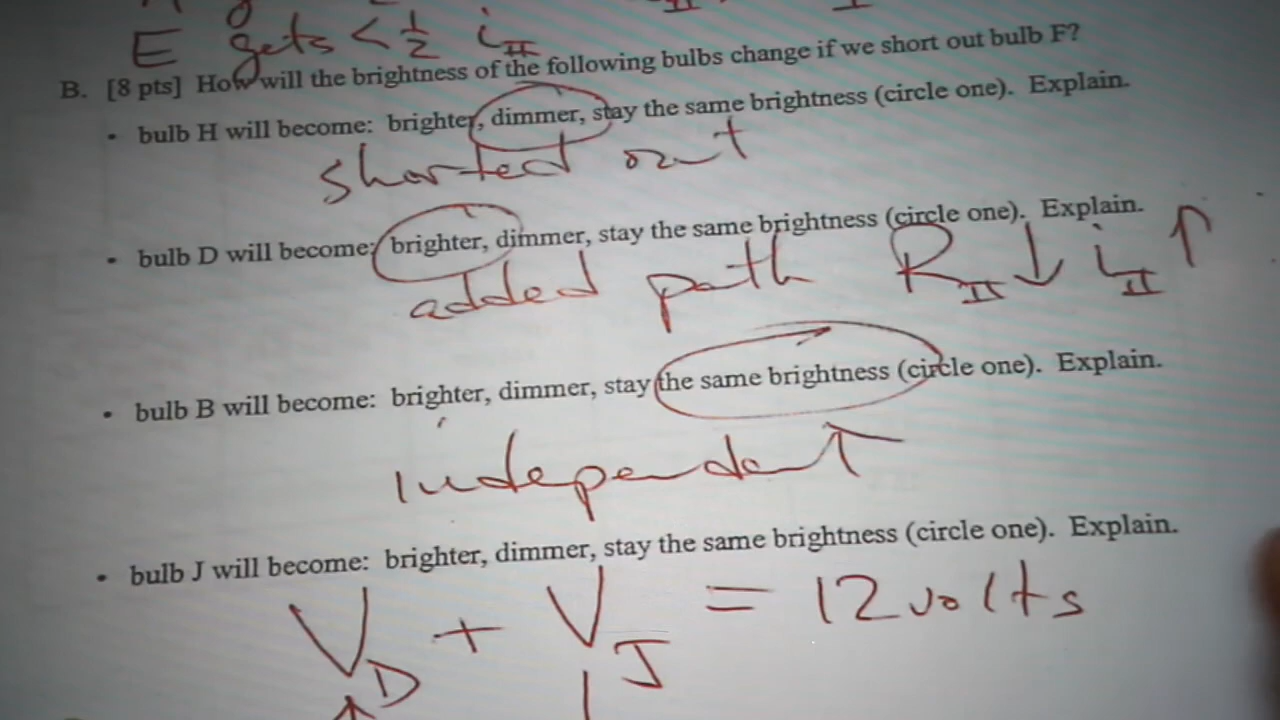 E gets < 1/2 i_II
B. [8 pts] How will the brightness of the following bulbs change if we short out bulb F?
• bulb H will become: brighter, dimmer, stay the same brightness (circle one). Explain.
shorted out
• bulb D will become: brighter, dimmer, stay the same brightness (circle one). Explain.
added path R_II ↓ i_II ↑
• bulb B will become: brighter, dimmer, stay the same brightness (circle one). Explain.
independent
• bulb J will become: brighter, dimmer, stay the same brightness (circle one). Explain.
V_D + V_J = 12 volts